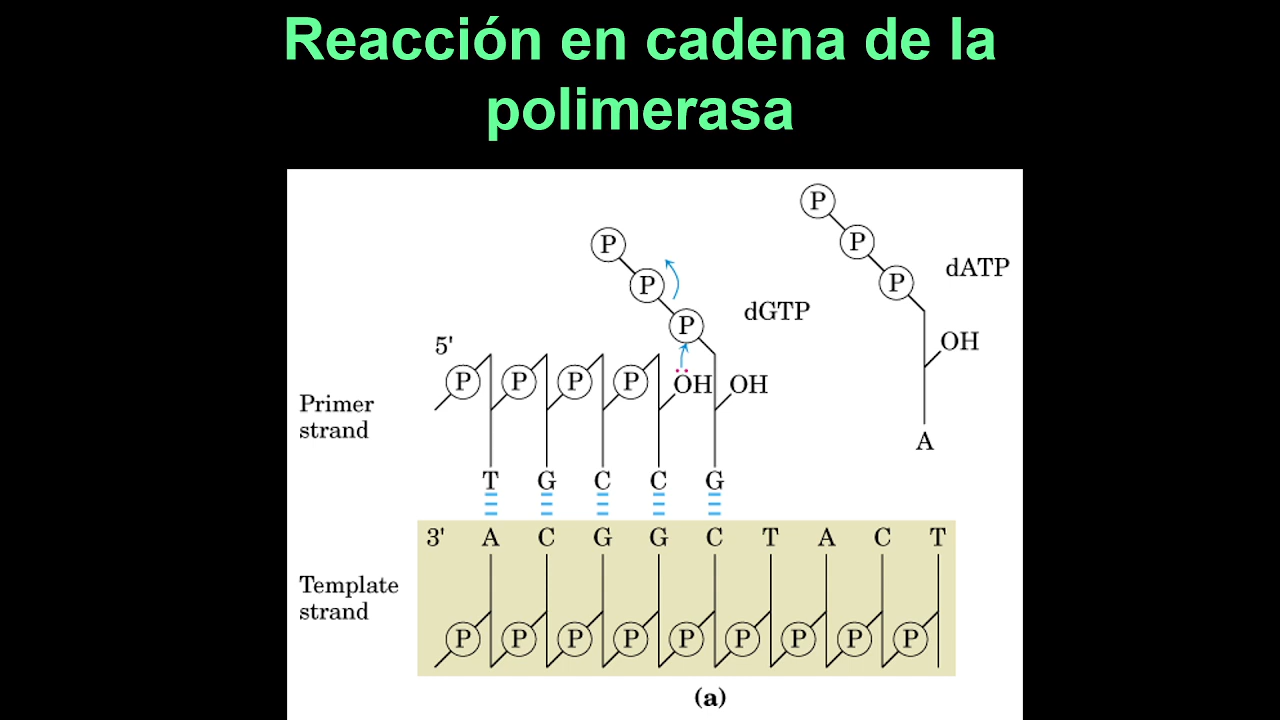 Reacción en cadena de la
polimerasa
P
P
P
dATP
P
P
P
dGTP
5'
P P P P ÖH OH
OH
Primer
strand
A
T G C C G
3' A C G G C T A C T
Template
strand
P P P P P P P P P
(a)